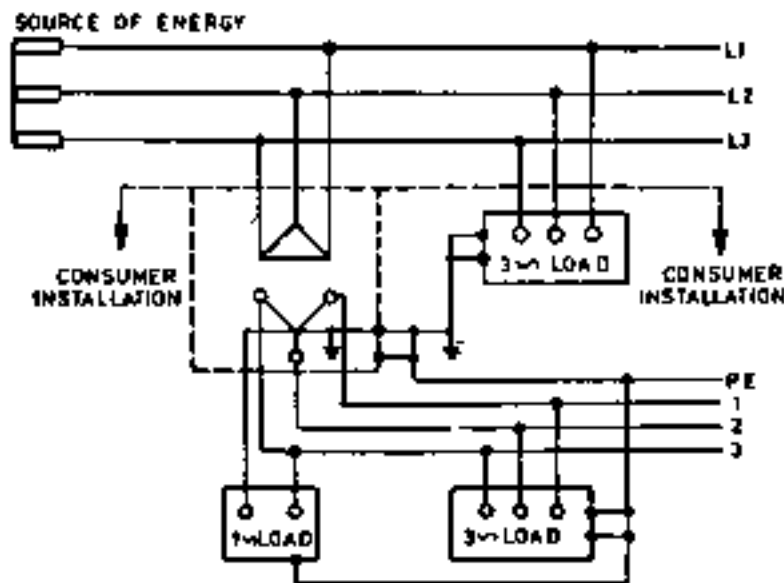 SOURCE OF ENERGY
L1
L2
L3
CONSUMER
INSTALLATION
3~ LOAD
CONSUMER
INSTALLATION
PE
1
2
3
1~LOAD
3~ LOAD